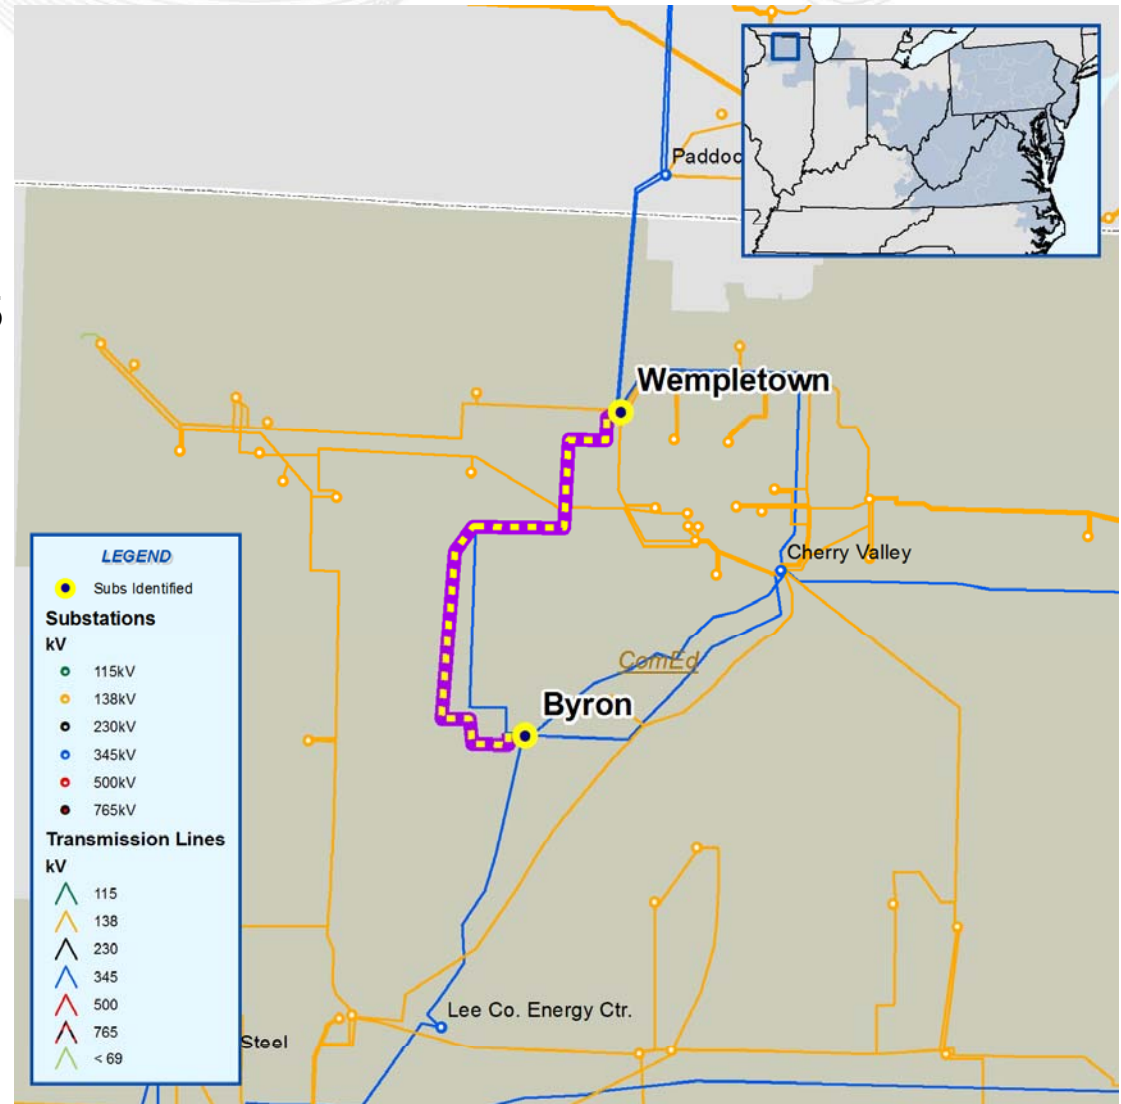 Paddoc
Wempletown
Cherry Valley
ComEd
Byron
Lee Co. Energy Ctr.
Steel
LEGEND
Subs Identified
Substations
kV
115kV
138kV
230kV
345kV
500kV
765kV
Transmission Lines
kV
115
138
230
345
500
765
< 69